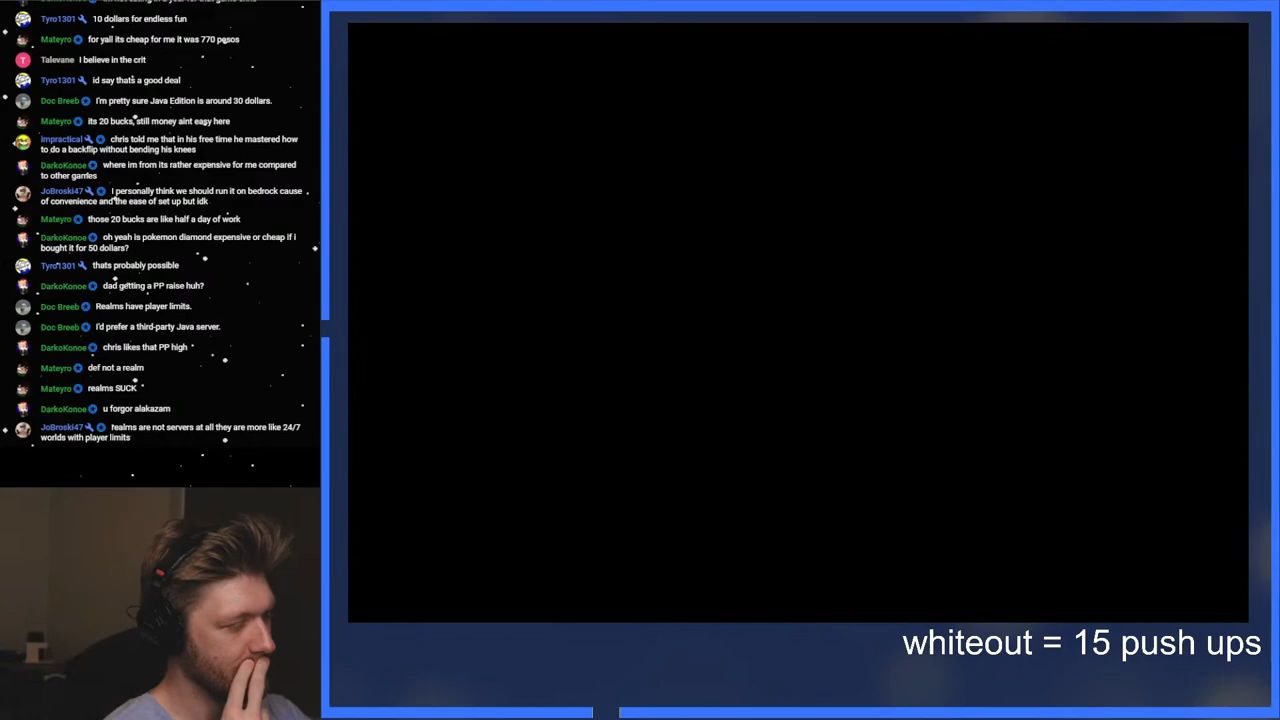 Tyro1301 10 dollars for endless fun
Mateyro for yall its cheap for me it was 770 pesos
T Talevane I believe in the crit
Tyro1301 id say thats a good deal
Doc Breeb I'm pretty sure Java Edition is around 30 dollars.
Mateyro its 20 bucks, still money aint easy here
Impractical chris told me that in his free time he mastered how
to do a backflip without bending his knees
DarkoKonoe where im from its rather expensive for me compared
to other games
JoBroski47 I personally think we should run it on bedrock cause
of convenience and the ease of set up but idk
Mateyro those 20 bucks are like half a day of work
DarkoKonoe oh yeah is pokemon diamond expensive or cheap if i
bought it for 50 dollars?
Tyro1301 thats probably possible
DarkoKonoe dad getting a PP raise huh?
Doc Breeb Realms have player limits.
Doc Breeb I'd prefer a third-party Java server.
DarkoKonoe chris likes that PP high
Mateyro def not a realm
Mateyro realms SUCK
DarkoKonoe u forgor alakazam
JoBroski47 realms are not servers at all they are more like 24/7
worlds with player limits
whiteout = 15 push ups